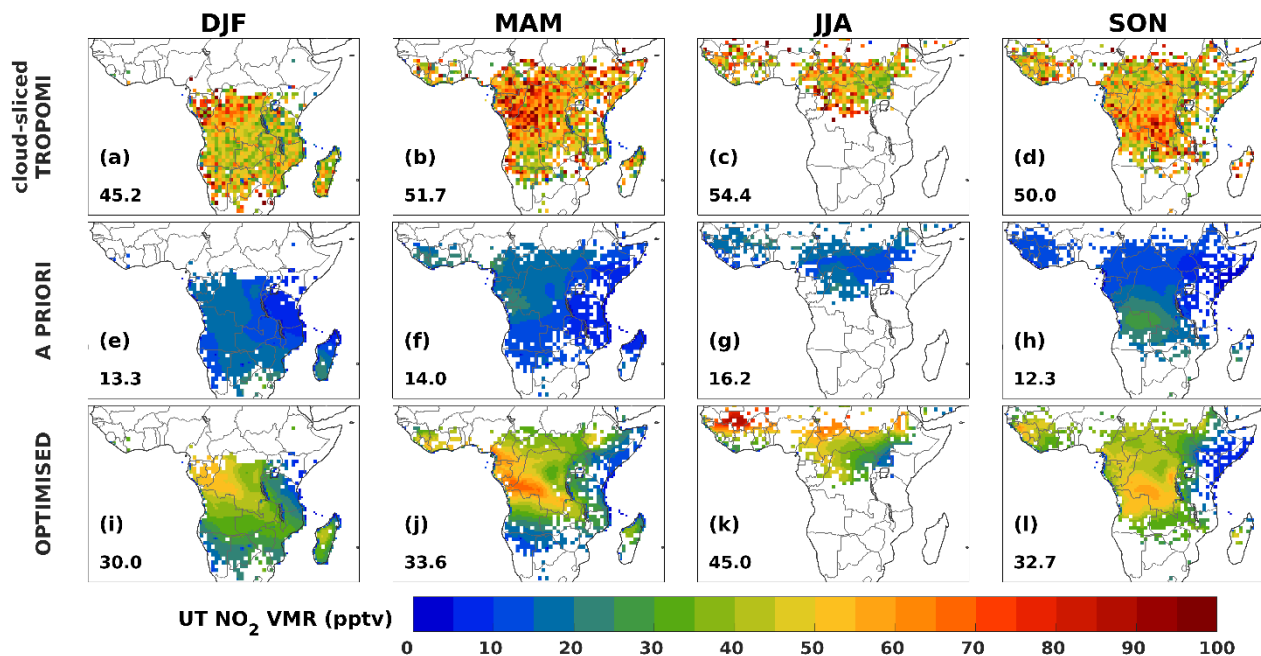 DJF MAM JJA SON
cloud-sliced
TROPOMI
(a) (b) (c) (d)
45.2 51.7 54.4 50.0
A PRIORI
(e) (f) (g) (h)
13.3 14.0 16.2 12.3
OPTIMISED
(i) (j) (k) (l)
30.0 33.6 45.0 32.7
UT NO₂ VMR (pptv)
0 10 20 30 40 50 60 70 80 90 100